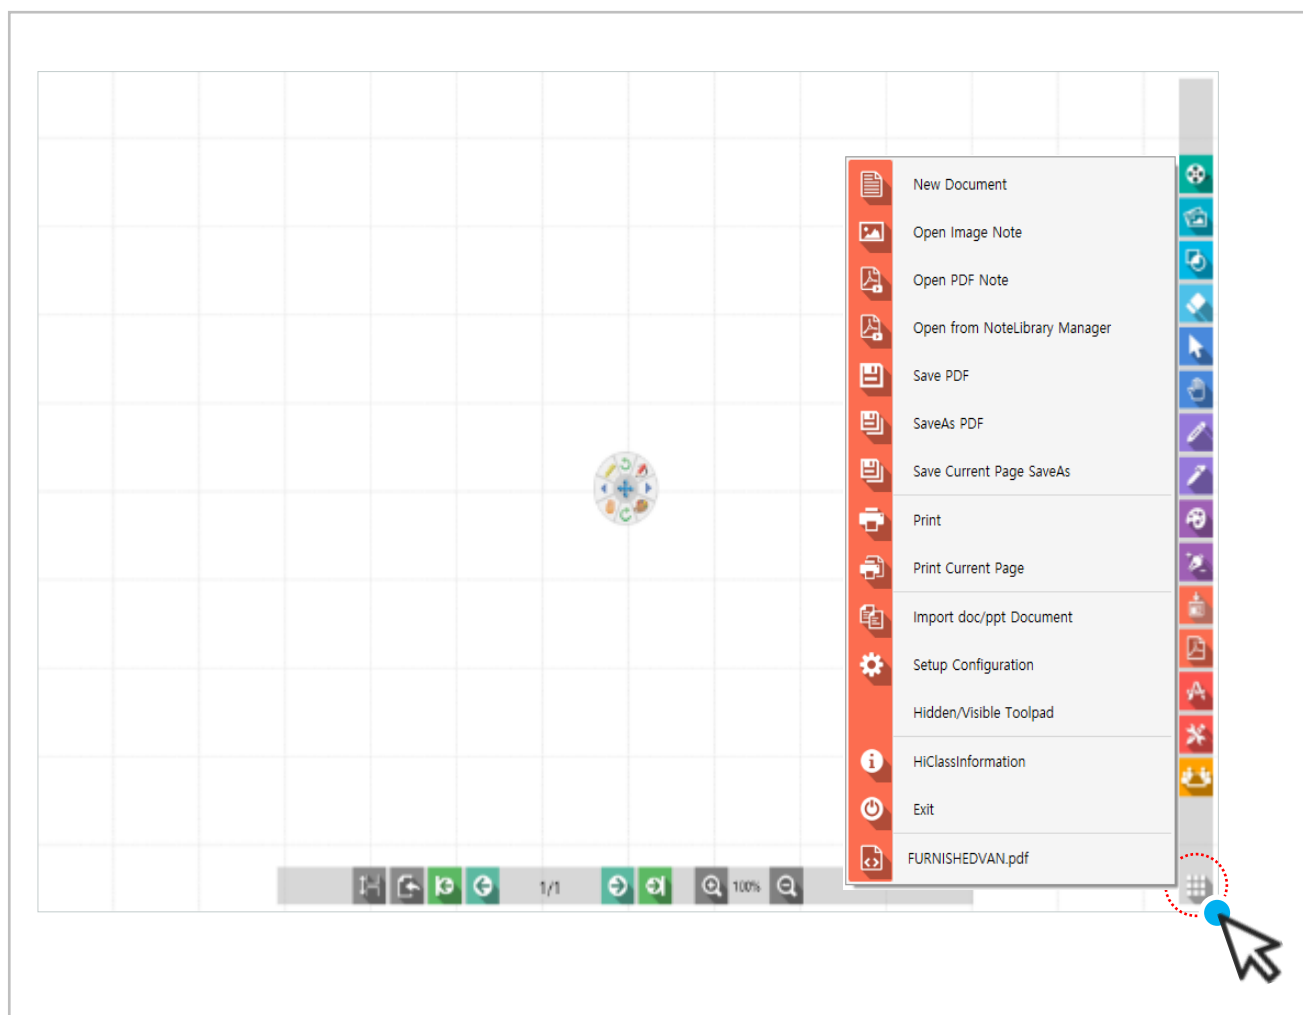 New Document
Open Image Note
Open PDF Note
Open from NoteLibrary Manager
Save PDF
SaveAs PDF
Save Current Page SaveAs
Print
Print Current Page
Import doc/ppt Document
Setup Configuration
Hidden/Visible Toolpad
HiClassInformation
Exit
FURNISHEDVAN.pdf
1/1
100%